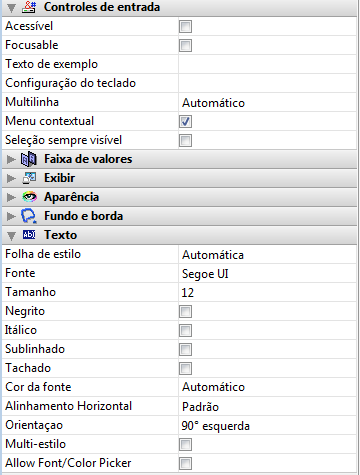 Controles de entrada
Acessível
Focusable
Texto de exemplo
Configuração do teclado
Multilinha Automático
Menu contextual
Seleção sempre visível
Faixa de valores
Exibir
Aparência
Fundo e borda
Texto
Folha de estilo Automática
Fonte Segoe UI
Tamanho 12
Negrito
Itálico
Sublinhado
Tachado
Cor da fonte Automático
Alinhamento Horizontal Padrão
Orientaçao 90° esquerda
Multi-estilo
Allow Font/Color Picker